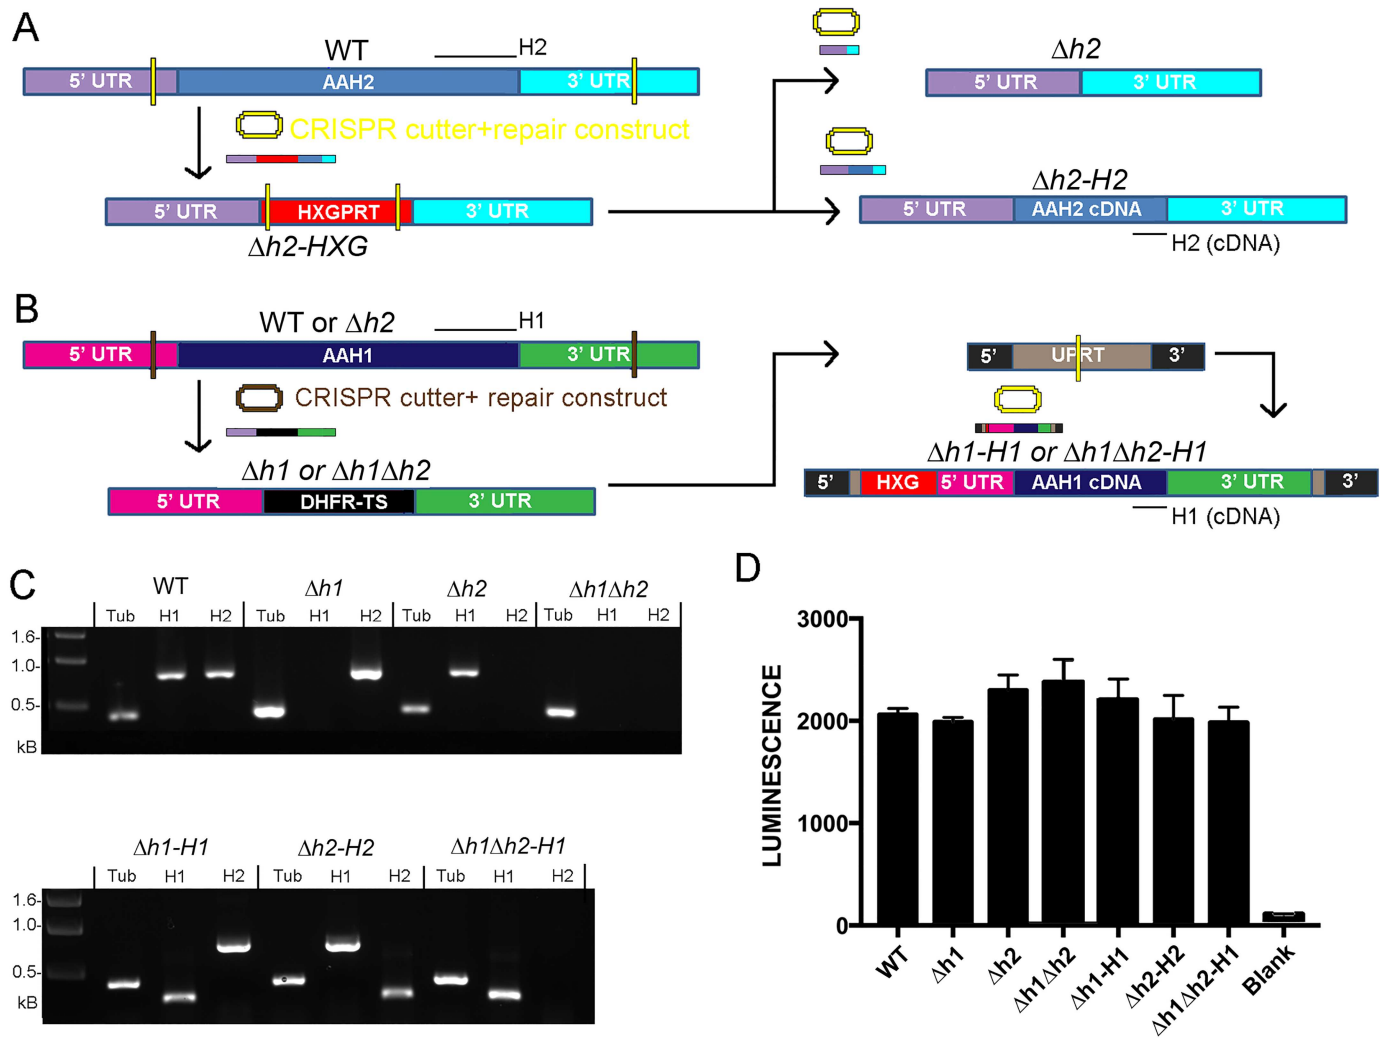 A
WT
H2
5' UTR
AAH2
3' UTR
CRISPR cutter+repair construct
5' UTR
HXGPRT
3' UTR
Δh2-HXG
Δh2
5' UTR
3' UTR
Δh2-H2
5' UTR
AAH2 cDNA
3' UTR
H2 (cDNA)
B
WT or Δh2
H1
5' UTR
AAH1
3' UTR
CRISPR cutter+ repair construct
Δh1 or Δh1Δh2
5' UTR
DHFR-TS
3' UTR
5'
UPRT
3'
Δh1-H1 or Δh1Δh2-H1
5'
HXG
5' UTR
AAH1 cDNA
3' UTR
3'
H1 (cDNA)
C
WT
Δh1
Δh2
Δh1Δh2
Tub H1 H2 Tub H1 H2 Tub H1 H2 Tub H1 H2
1.6-
1.0-
0.5-
kB
Δh1-H1
Δh2-H2
Δh1Δh2-H1
Tub H1 H2 Tub H1 H2 Tub H1 H2
1.6-
1.0-
0.5-
kB
D
LUMINESCENCE
3000
2000
1000
0
WT
Δh1
Δh2
Δh1Δh2
Δh1-H1
Δh2-H2
Δh1Δh2-H1
Blank